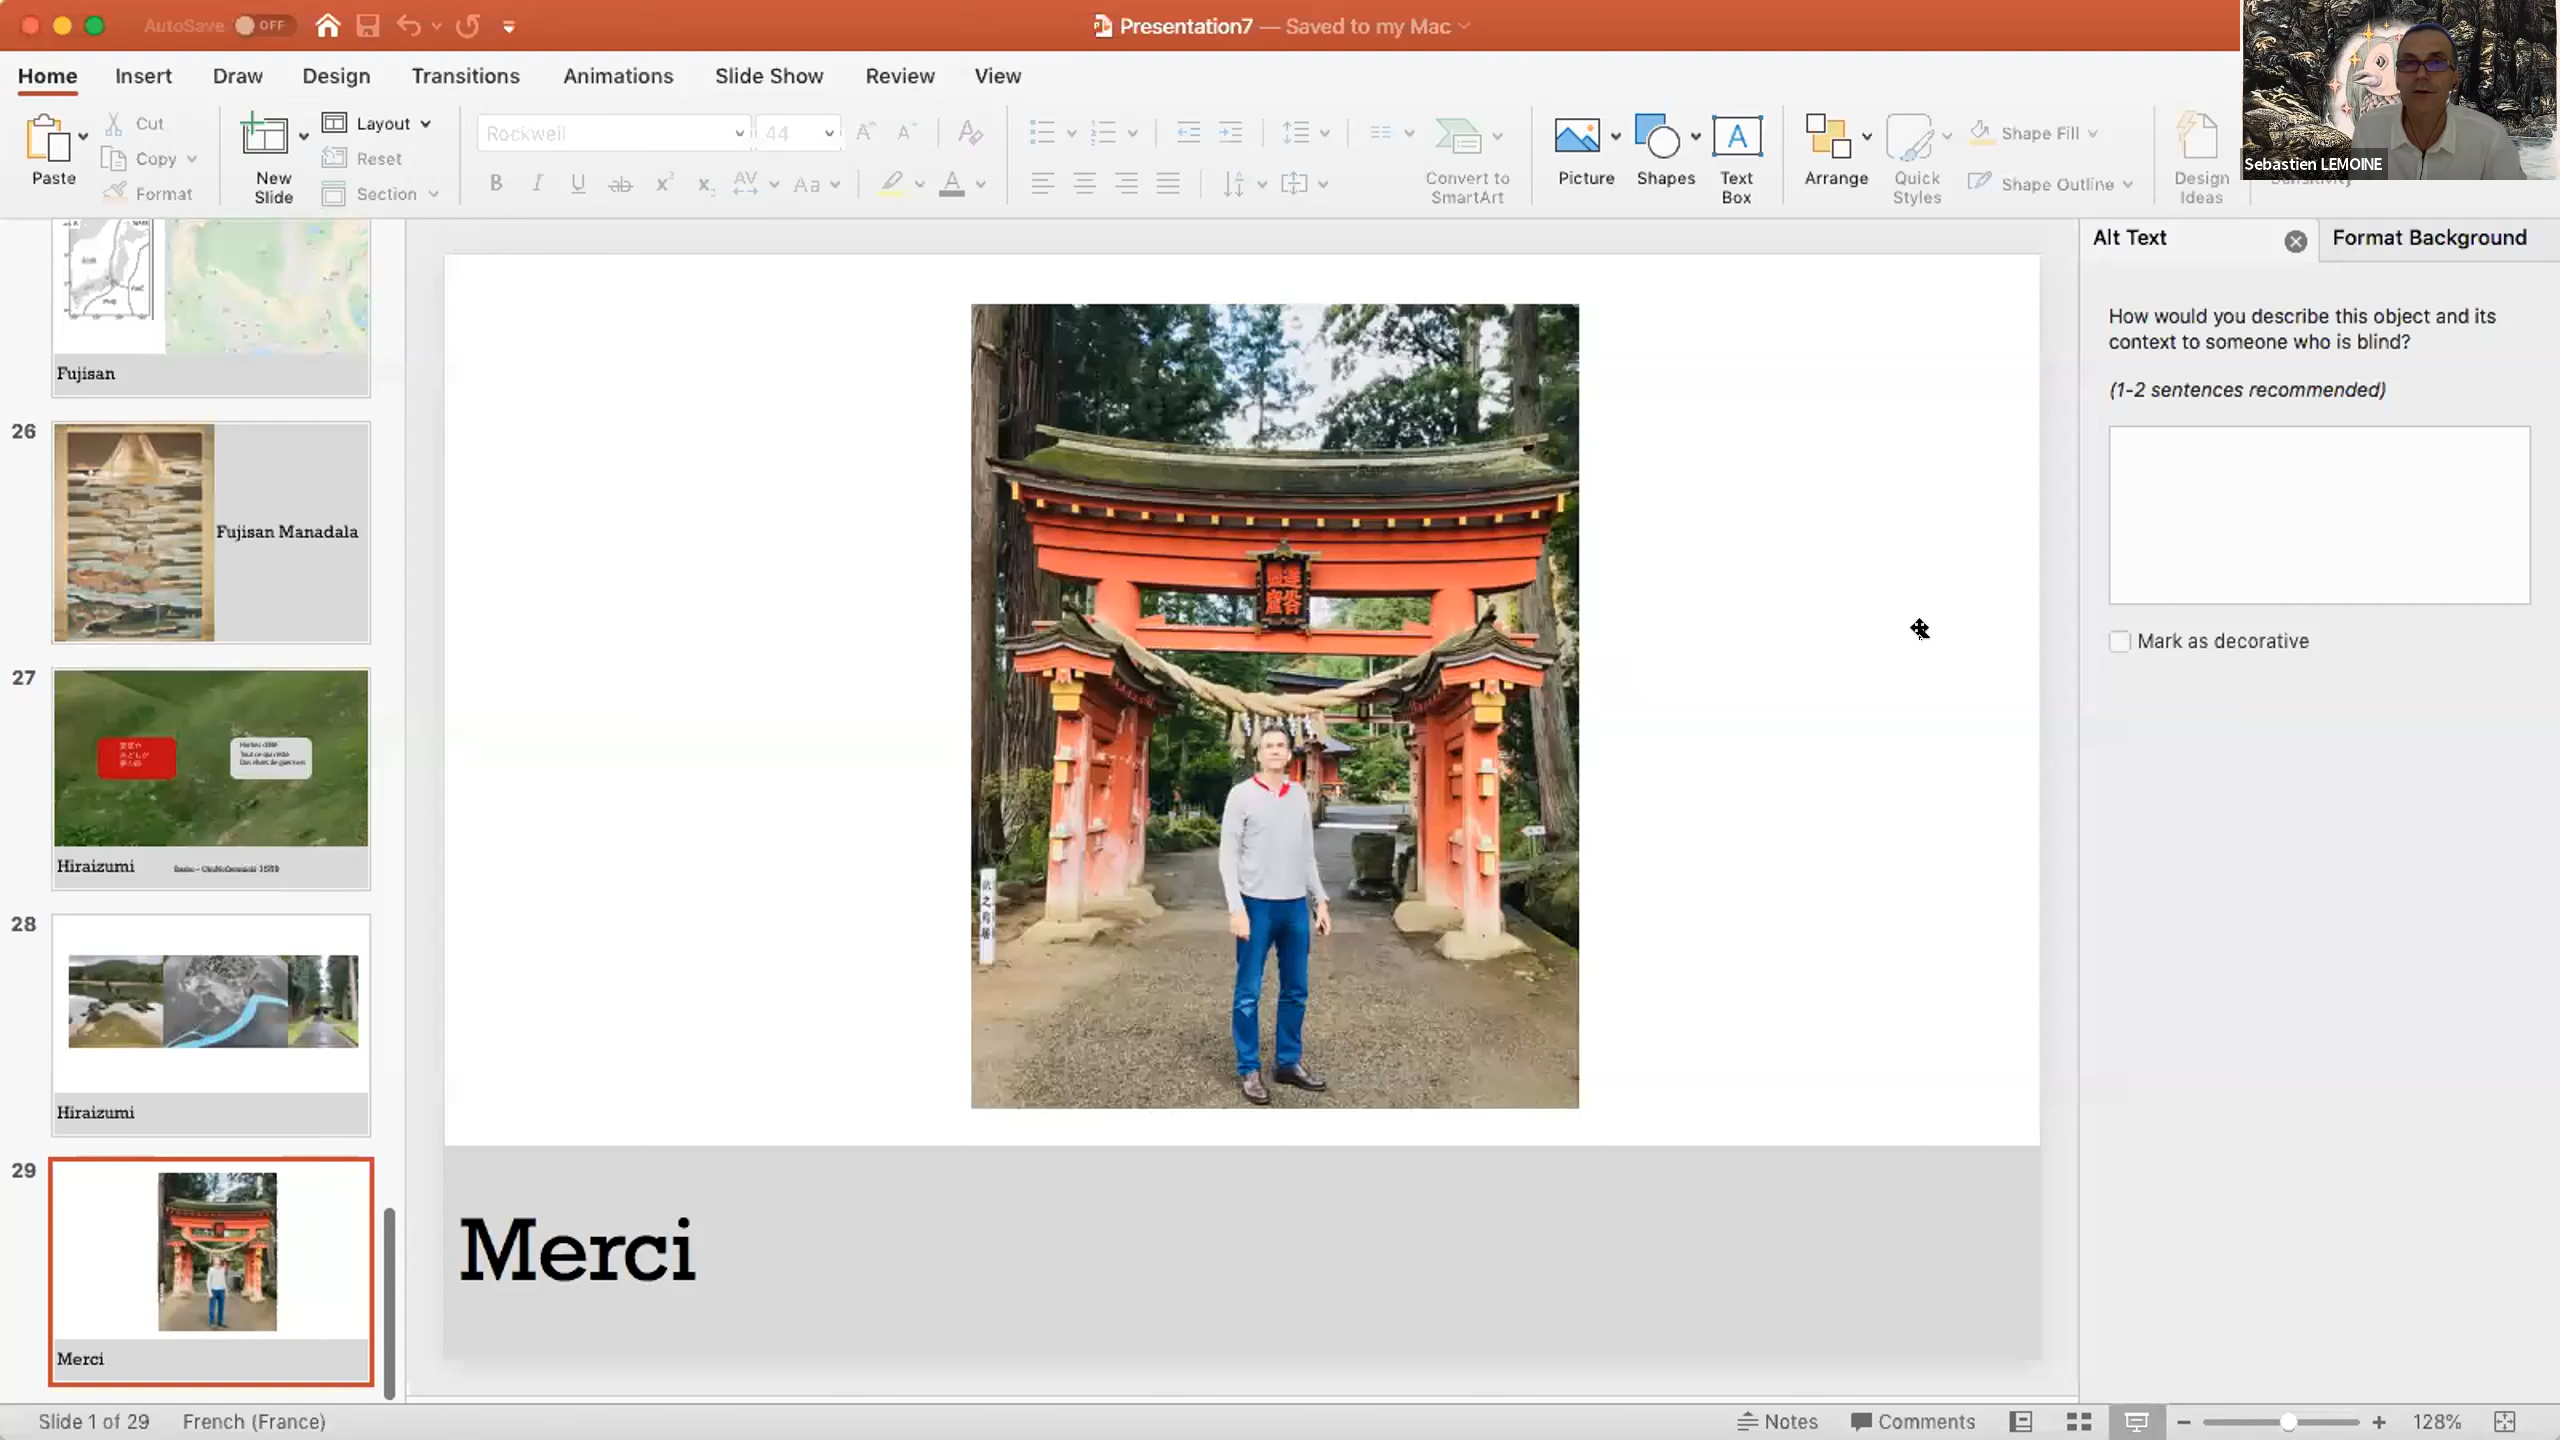 AutoSave OFF
Presentation7 — Saved to my Mac
Home Insert Draw Design Transitions Animations Slide Show Review View
Paste
Cut
Copy
Format
New Slide
Layout
Reset
Section
Rockwell 44
Convert to SmartArt
Picture
Shapes
Text Box
Arrange
Quick Styles
Shape Fill
Shape Outline
Design Ideas
Sebastien LEMOINE
Fujisan
26
Fujisan Manadala
27
Hiraizumi
28
Hiraizumi
29
Merci
Merci
Alt Text
Format Background
How would you describe this object and its
context to someone who is blind?
(1-2 sentences recommended)
Mark as decorative
Slide 1 of 29 French (France)
Notes Comments 128%